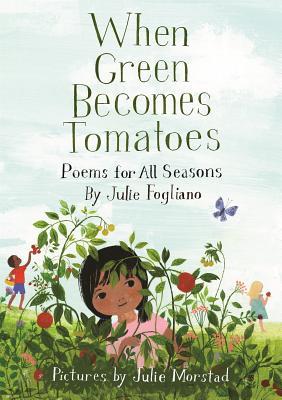 When
Green
Becomes
Tomatoes
Poems for All Seasons
By Julie Fogliano
Pictures by Julie Morstad